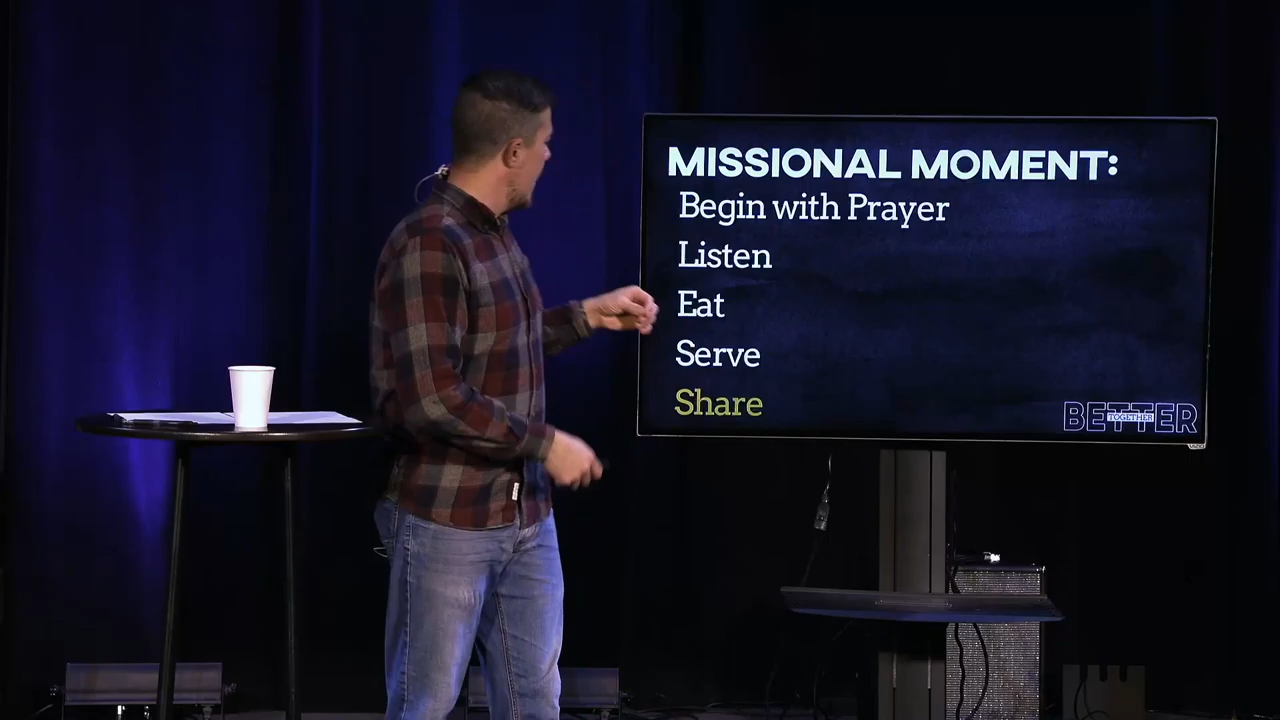 MISSIONAL MOMENT:
Begin with Prayer
Listen
Eat
Serve
Share
BETTER
TOGETHER